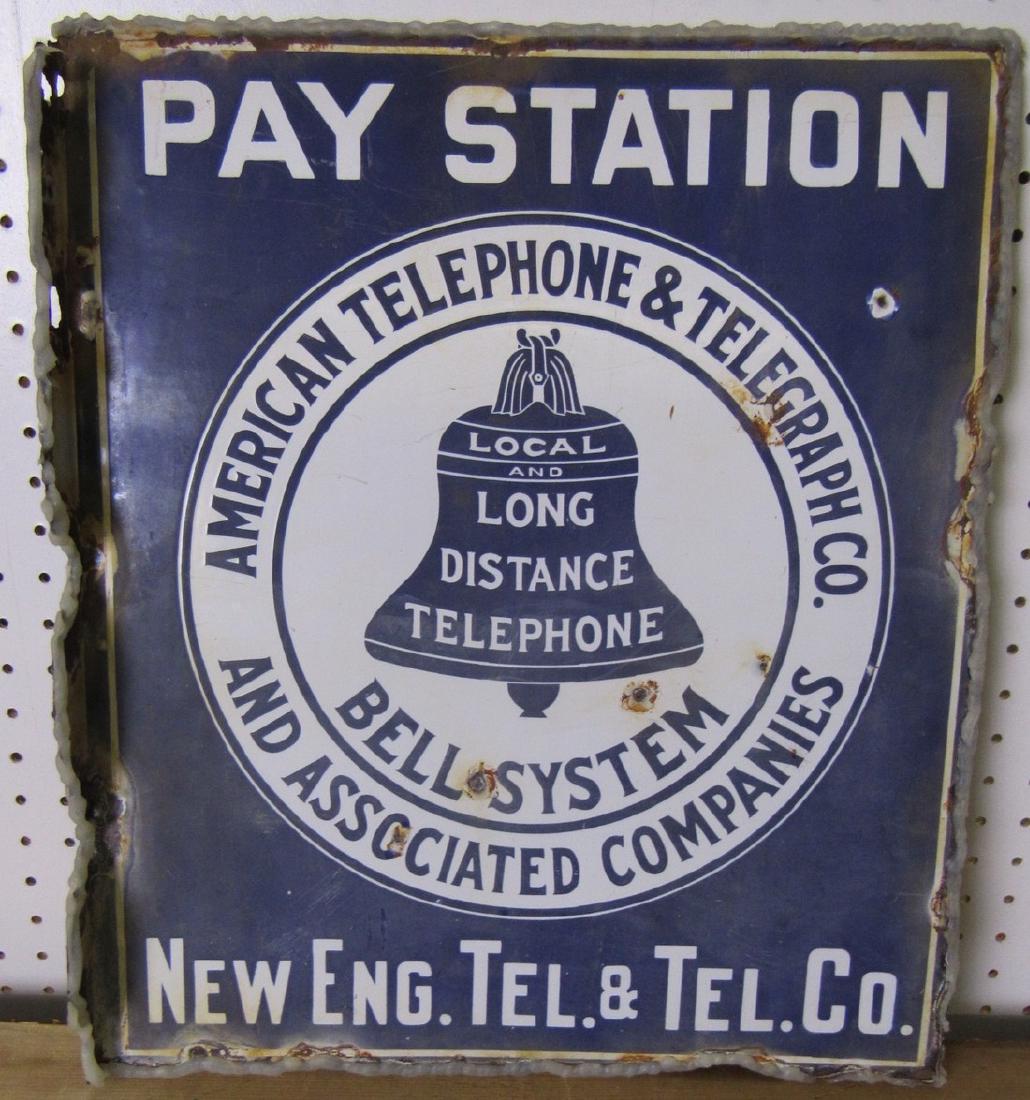 PAY STATION
AMERICAN TELEPHONE & TELEGRAPH CO.
LOCAL
AND
LONG
DISTANCE
TELEPHONE
BELL SYSTEM
AND ASSOCIATED COMPANIES
NEW ENG. TEL. & TEL. CO.